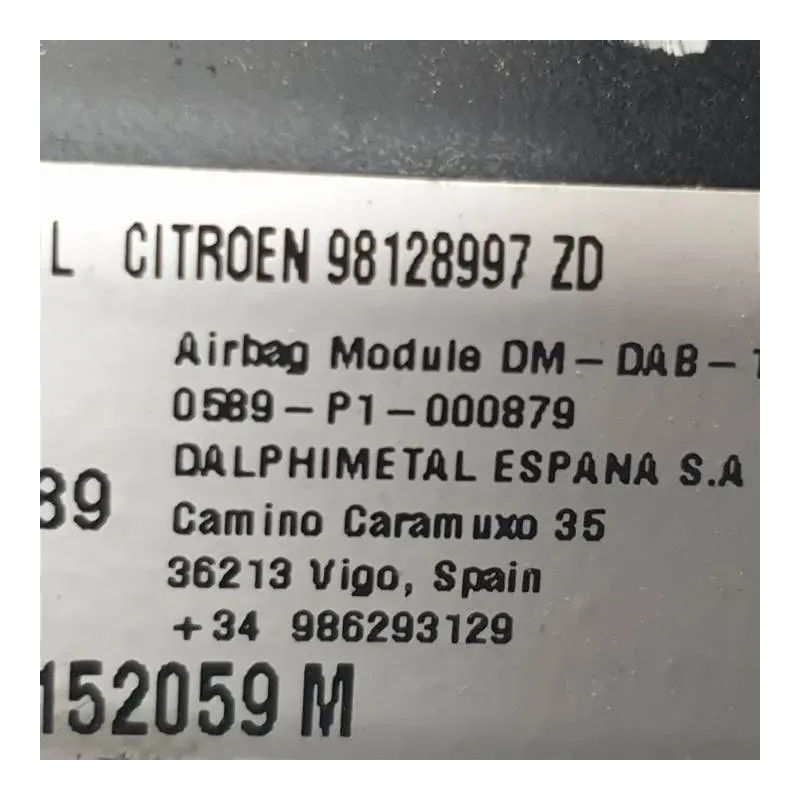 L CITROEN 98128997 ZD
Airbag Module DM-DAB-
0589-P1-000879
DALPHIMETAL ESPANA S.A
89
Camino Caramuxo 35
36213 Vigo, Spain
+34 986293129
152059 M